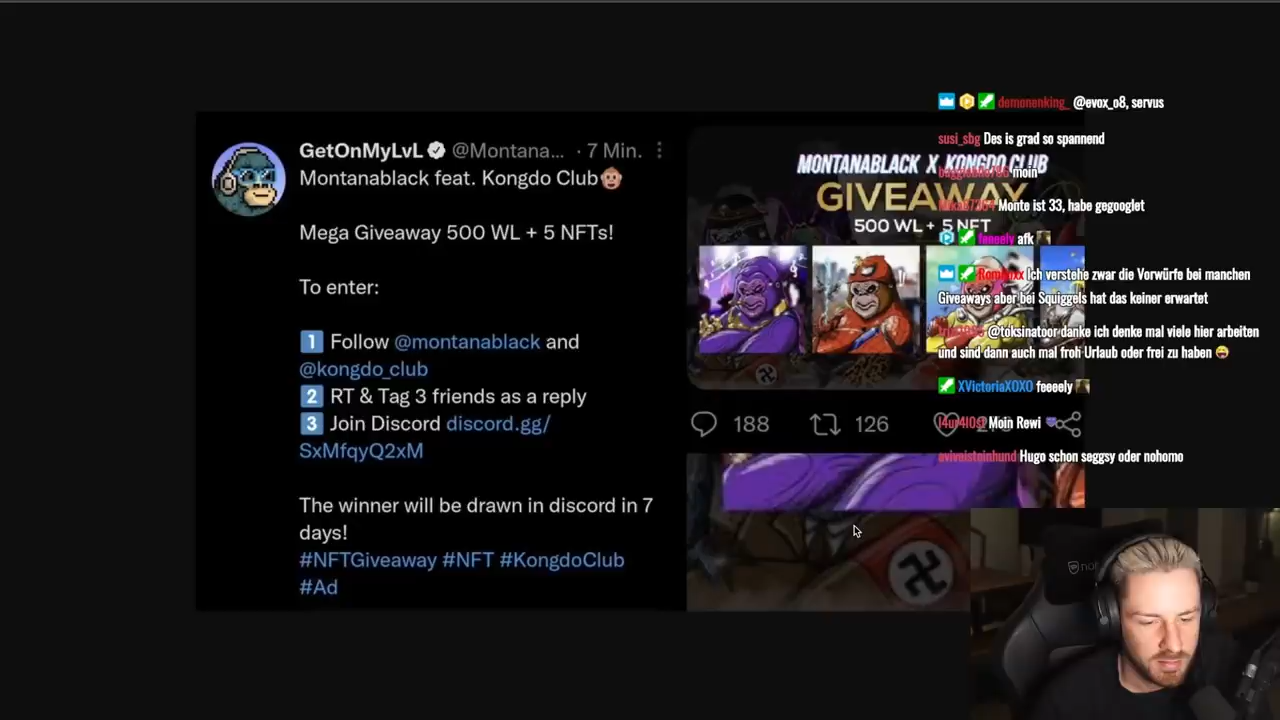 GetOnMyLvL @Montana... · 7 Min.
Montanablack feat. Kongdo Club
Mega Giveaway 500 WL + 5 NFTs!
To enter:
1 Follow @montanablack and
@kongdo_club
2 RT & Tag 3 friends as a reply
3 Join Discord discord.gg/
SxMfqyQ2xM
The winner will be drawn in discord in 7
days!
#NFTGiveaway #NFT #KongdoClub
#Ad
MONTANABLACK X KONGDO CLUB
GIVEAWAY
500 WL + 5 NFT
188 126
demonenking_ @evox_o8, servus
susi_sbg Des is grad so spannend
moin
Monte ist 33, habe gegooglet
feeely afk
Ich verstehe zwar die Vorwürfe bei manchen
Giveaways aber bei Squiggels hat das keiner erwartet
@toksinatoor danke ich denke mal viele hier arbeiten
und sind dann auch mal froh Urlaub oder frei zu haben
XVictoriaXOXO feeely
Moin Rewi
aviveisteinhund Hugo schon seggsy oder nohomo